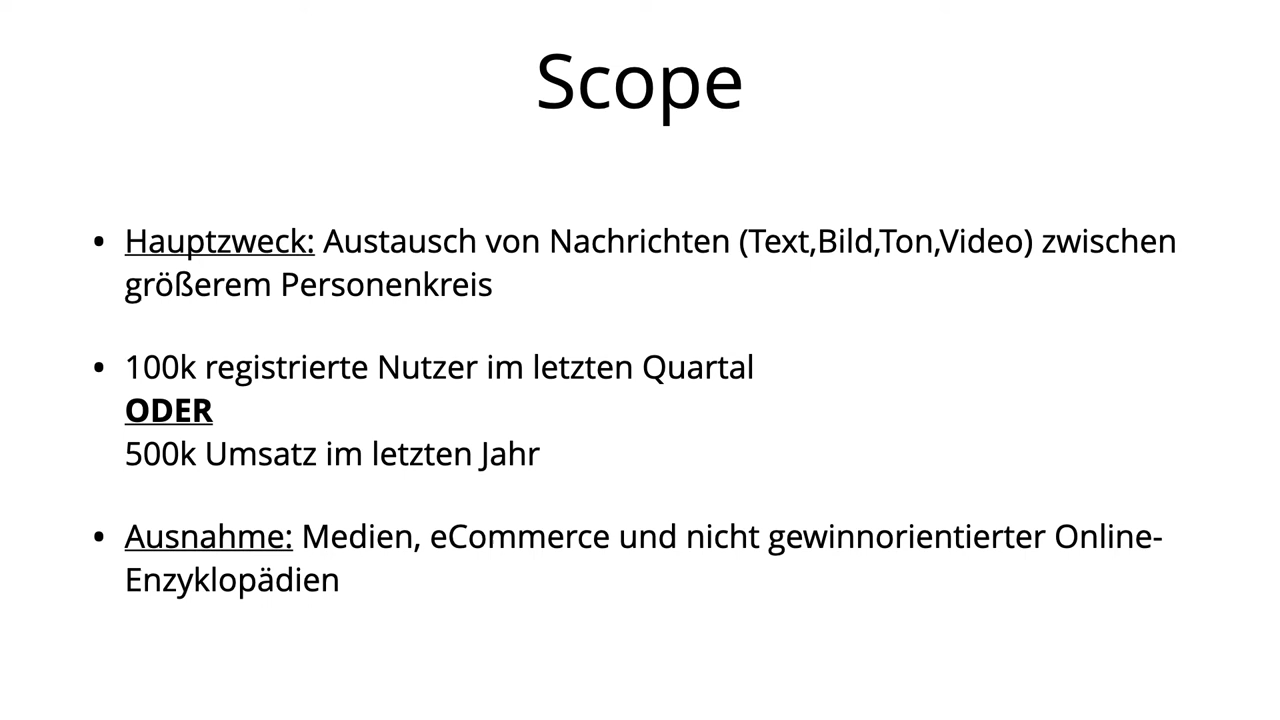 Scope
• Hauptzweck: Austausch von Nachrichten (Text,Bild,Ton,Video) zwischen
größerem Personenkreis
• 100k registrierte Nutzer im letzten Quartal
ODER
500k Umsatz im letzten Jahr
• Ausnahme: Medien, eCommerce und nicht gewinnorientierter Online-
Enzyklopädien